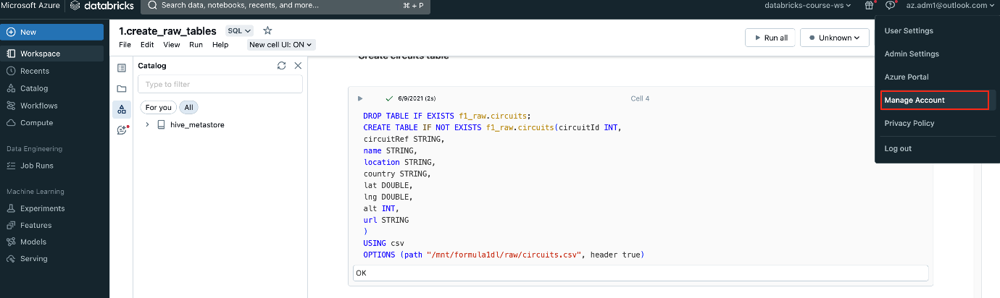 Microsoft Azure databricks Search data, notebooks, recents, and more... ⌘ + P databricks-course-ws az.adm1@outlook.com
New
Workspace
Recents
Catalog
Workflows
Compute
Data Engineering
Job Runs
Machine Learning
Experiments
Features
Models
Serving
1.create_raw_tables SQL
File Edit View Run Help New cell UI: ON
Run all Unknown
Catalog
Type to filter
For you All
hive_metastore
Create circuits table
6/9/2021 (2s) Cell 4
DROP TABLE IF EXISTS f1_raw.circuits;
CREATE TABLE IF NOT EXISTS f1_raw.circuits(circuitId INT,
circuitRef STRING,
name STRING,
location STRING,
country STRING,
lat DOUBLE,
lng DOUBLE,
alt INT,
url STRING
)
USING csv
OPTIONS (path "/mnt/formula1dl/raw/circuits.csv", header true)
OK
User Settings
Admin Settings
Azure Portal
Manage Account
Privacy Policy
Log out